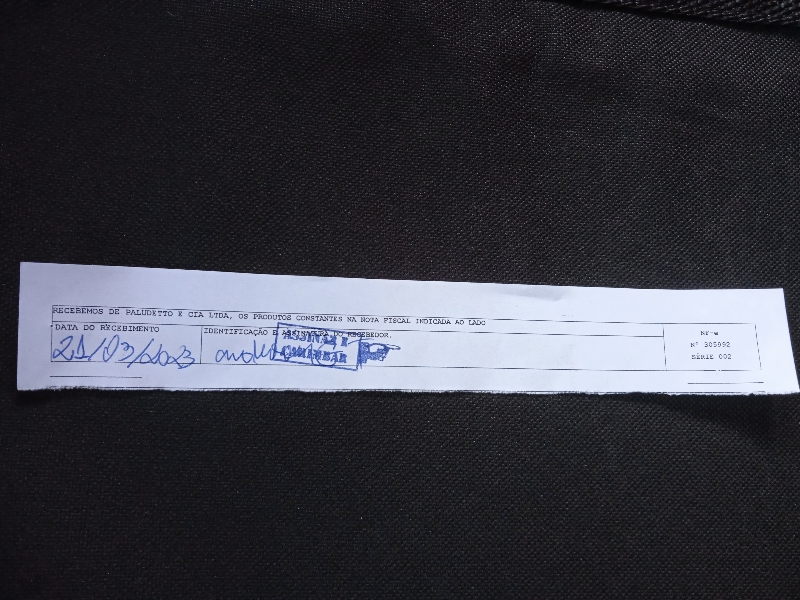 RECEBEMOS DE PALUDETTO E CIA LTDA, OS PRODUTOS CONSTANTES NA NOTA FISCAL INDICADA AO LADO
DATA DO RECEBIMENTO
21/03/2023
IDENTIFICAÇÃO E ASSINATURA DO RECEBEDOR.
ASSINAR E
CARIMBAR
NF-e
Nº 305992
SÉRIE 002